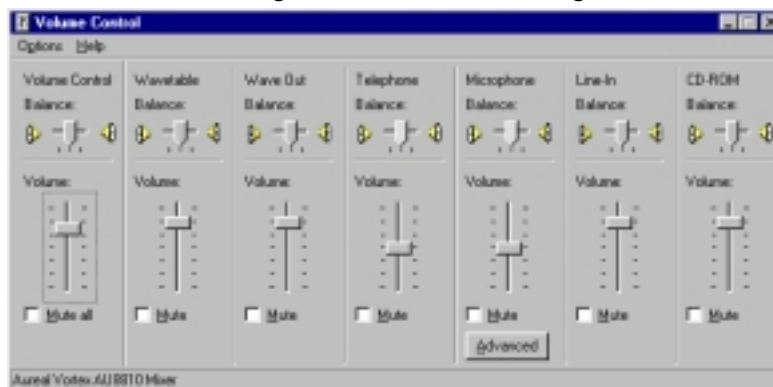 Volume Control
Options Help
Volume Control Wavetable Wave Out Telephone Microphone Line-In CD-ROM
Balance: Balance: Balance: Balance: Balance: Balance: Balance:
Volume: Volume: Volume: Volume: Volume: Volume: Volume:
Mute all Mute Mute Mute Mute Mute Mute
Advanced
Aureal Vortex AU8810 Mixer